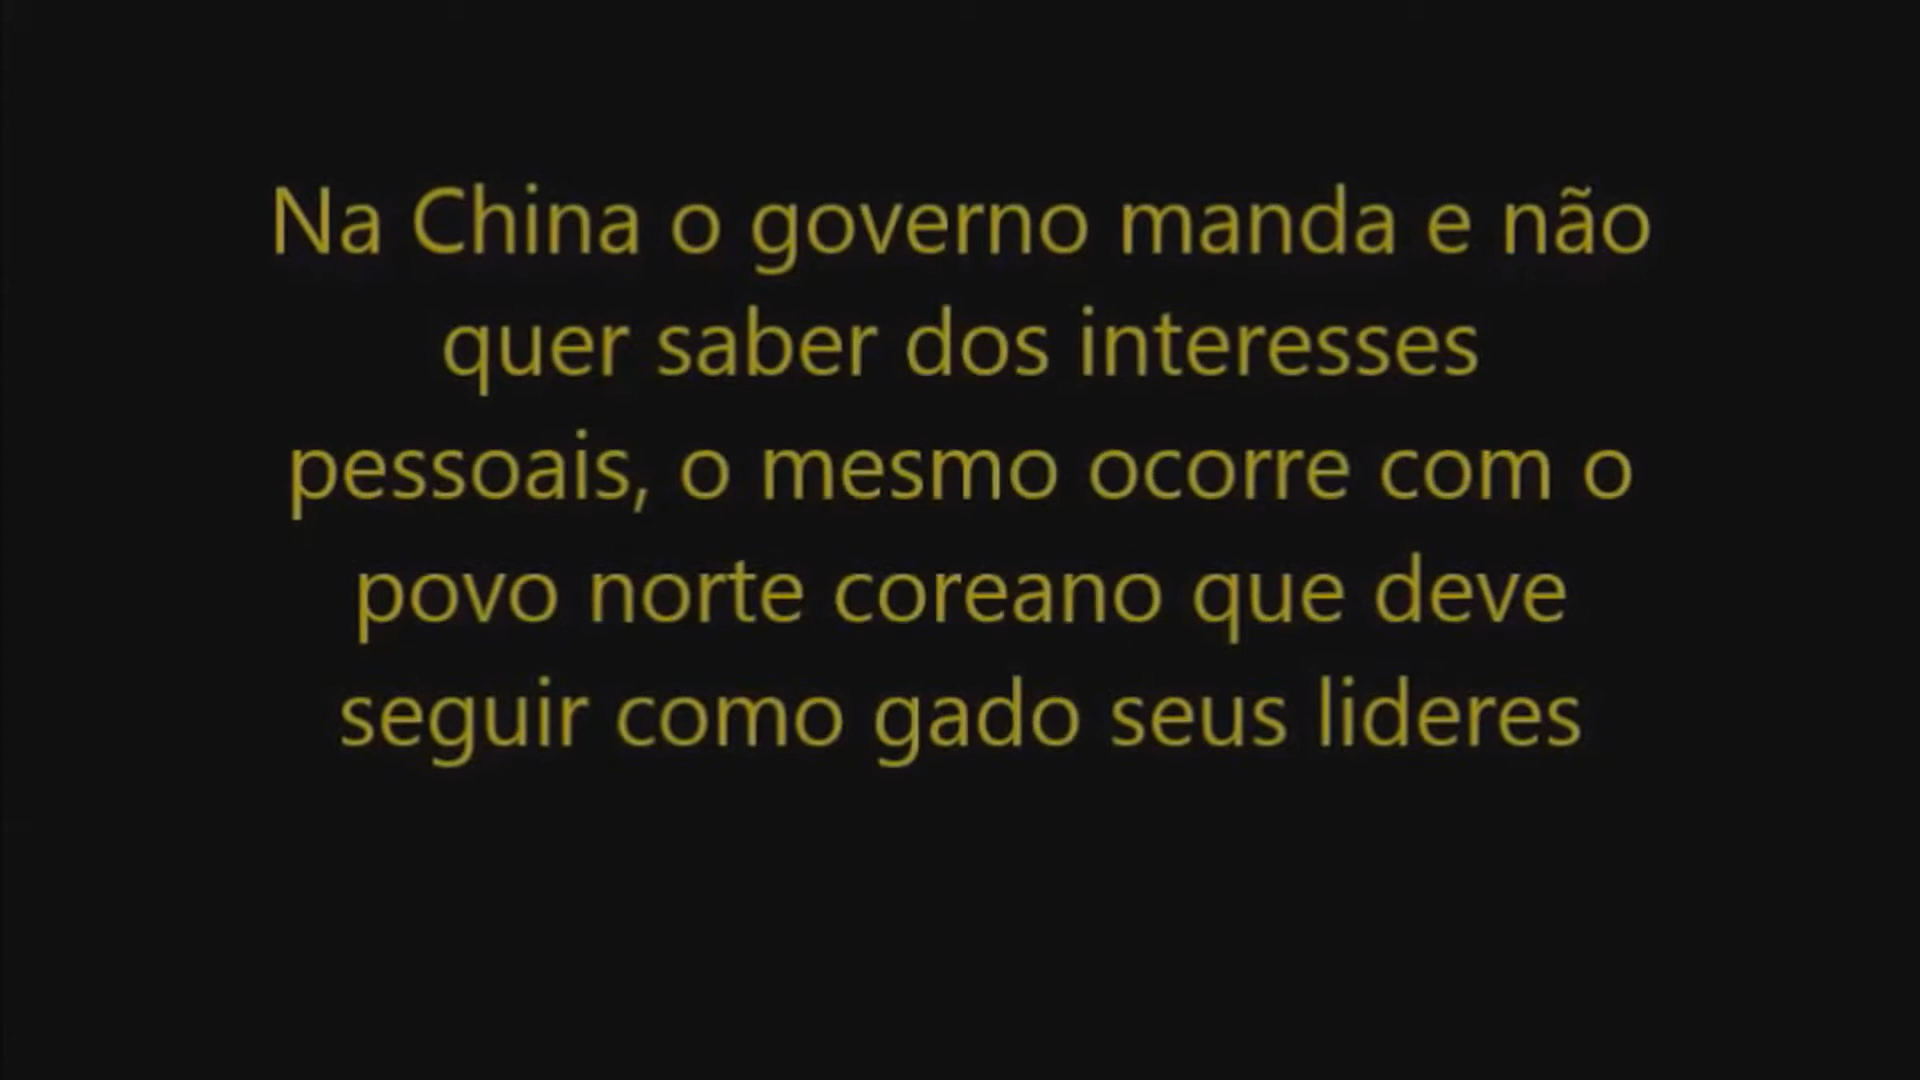 Na China o governo manda e não
quer saber dos interesses
pessoais, o mesmo ocorre com o
povo norte coreano que deve
seguir como gado seus lideres